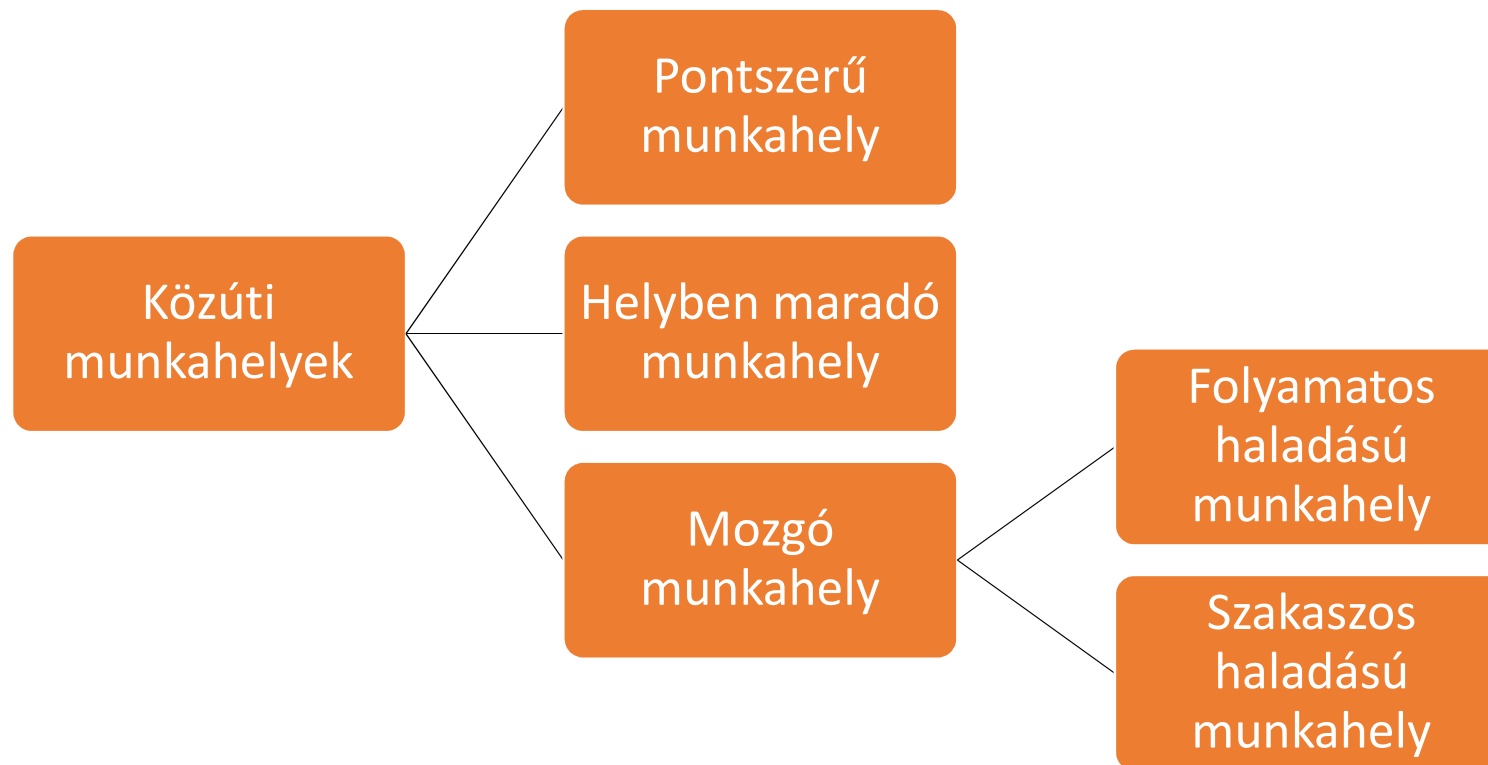 Közúti
munkahelyek
Pontszerű
munkahely
Helyben maradó
munkahely
Mozgó
munkahely
Folyamatos
haladású
munkahely
Szakaszos
haladású
munkahely